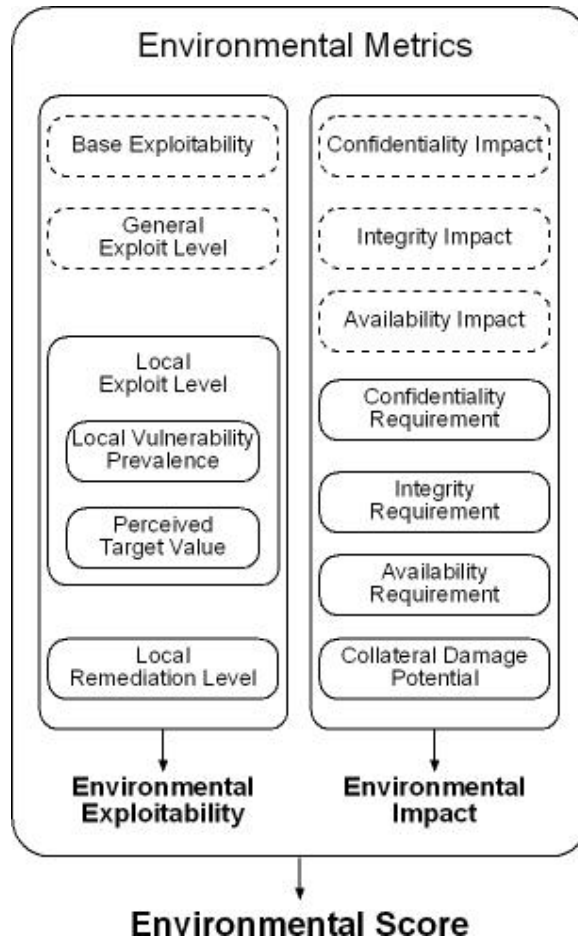 Environmental Metrics
Base Exploitability
General
Exploit Level
Local
Exploit Level
Local Vulnerability
Prevalence
Perceived
Target Value
Local
Remediation Level
Environmental
Exploitability
Confidentiality Impact
Integrity Impact
Availability Impact
Confidentiality
Requirement
Integrity
Requirement
Availability
Requirement
Collateral Damage
Potential
Environmental
Impact
Environmental Score